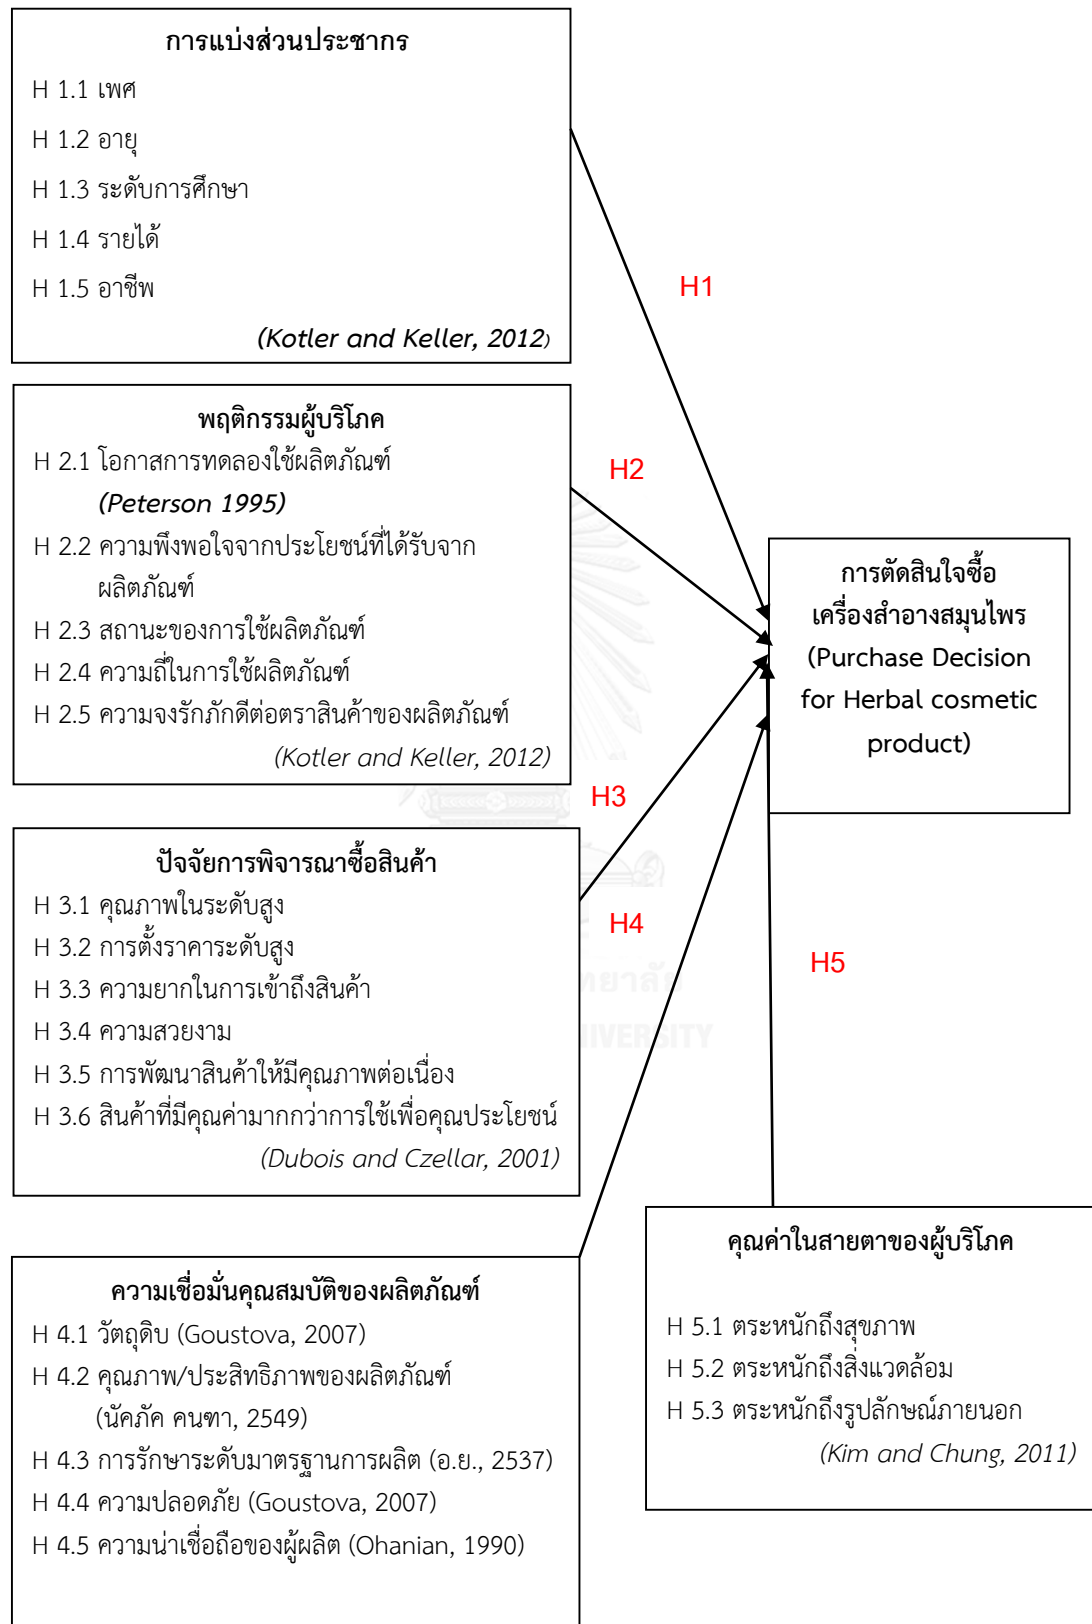 การแบ่งส่วนประชากร
H 1.1 เพศ
H 1.2 อายุ
H 1.3 ระดับการศึกษา
H 1.4 รายได้
H 1.5 อาชีพ
(Kotler and Keller, 2012)
H1
พฤติกรรมผู้บริโภค
H 2.1 โอกาสการทดลองใช้ผลิตภัณฑ์
(Peterson 1995)
H 2.2 ความพึงพอใจจากประโยชน์ที่ได้รับจาก
ผลิตภัณฑ์
H 2.3 สถานะของการใช้ผลิตภัณฑ์
H 2.4 ความถี่ในการใช้ผลิตภัณฑ์
H 2.5 ความจงรักภักดีต่อตราสินค้าของผลิตภัณฑ์
(Kotler and Keller, 2012)
H2
การตัดสินใจซื้อ
เครื่องสำอางสมุนไพร
(Purchase Decision
for Herbal cosmetic
product)
H3
ปัจจัยการพิจารณาซื้อสินค้า
H 3.1 คุณภาพในระดับสูง
H 3.2 การตั้งราคาระดับสูง
H 3.3 ความยากในการเข้าถึงสินค้า
H 3.4 ความสวยงาม
H 3.5 การพัฒนาสินค้าให้มีคุณภาพต่อเนื่อง
H 3.6 สินค้าที่มีคุณค่ามากกว่าการใช้เพื่อคุณประโยชน์
(Dubois and Czellar, 2001)
H4
H5
ทยาลัย
IVERSITY
ความเชื่อมั่นคุณสมบัติของผลิตภัณฑ์
H 4.1 วัตถุดิบ (Goustova, 2007)
H 4.2 คุณภาพ/ประสิทธิภาพของผลิตภัณฑ์
(นัคภัค คนฑา, 2549)
H 4.3 การรักษาระดับมาตรฐานการผลิต (อ.ย., 2537)
H 4.4 ความปลอดภัย (Goustova, 2007)
H 4.5 ความน่าเชื่อถือของผู้ผลิต (Ohanian, 1990)
คุณค่าในสายตาของผู้บริโภค
H 5.1 ตระหนักถึงสุขภาพ
H 5.2 ตระหนักถึงสิ่งแวดล้อม
H 5.3 ตระหนักถึงรูปลักษณ์ภายนอก
(Kim and Chung, 2011)